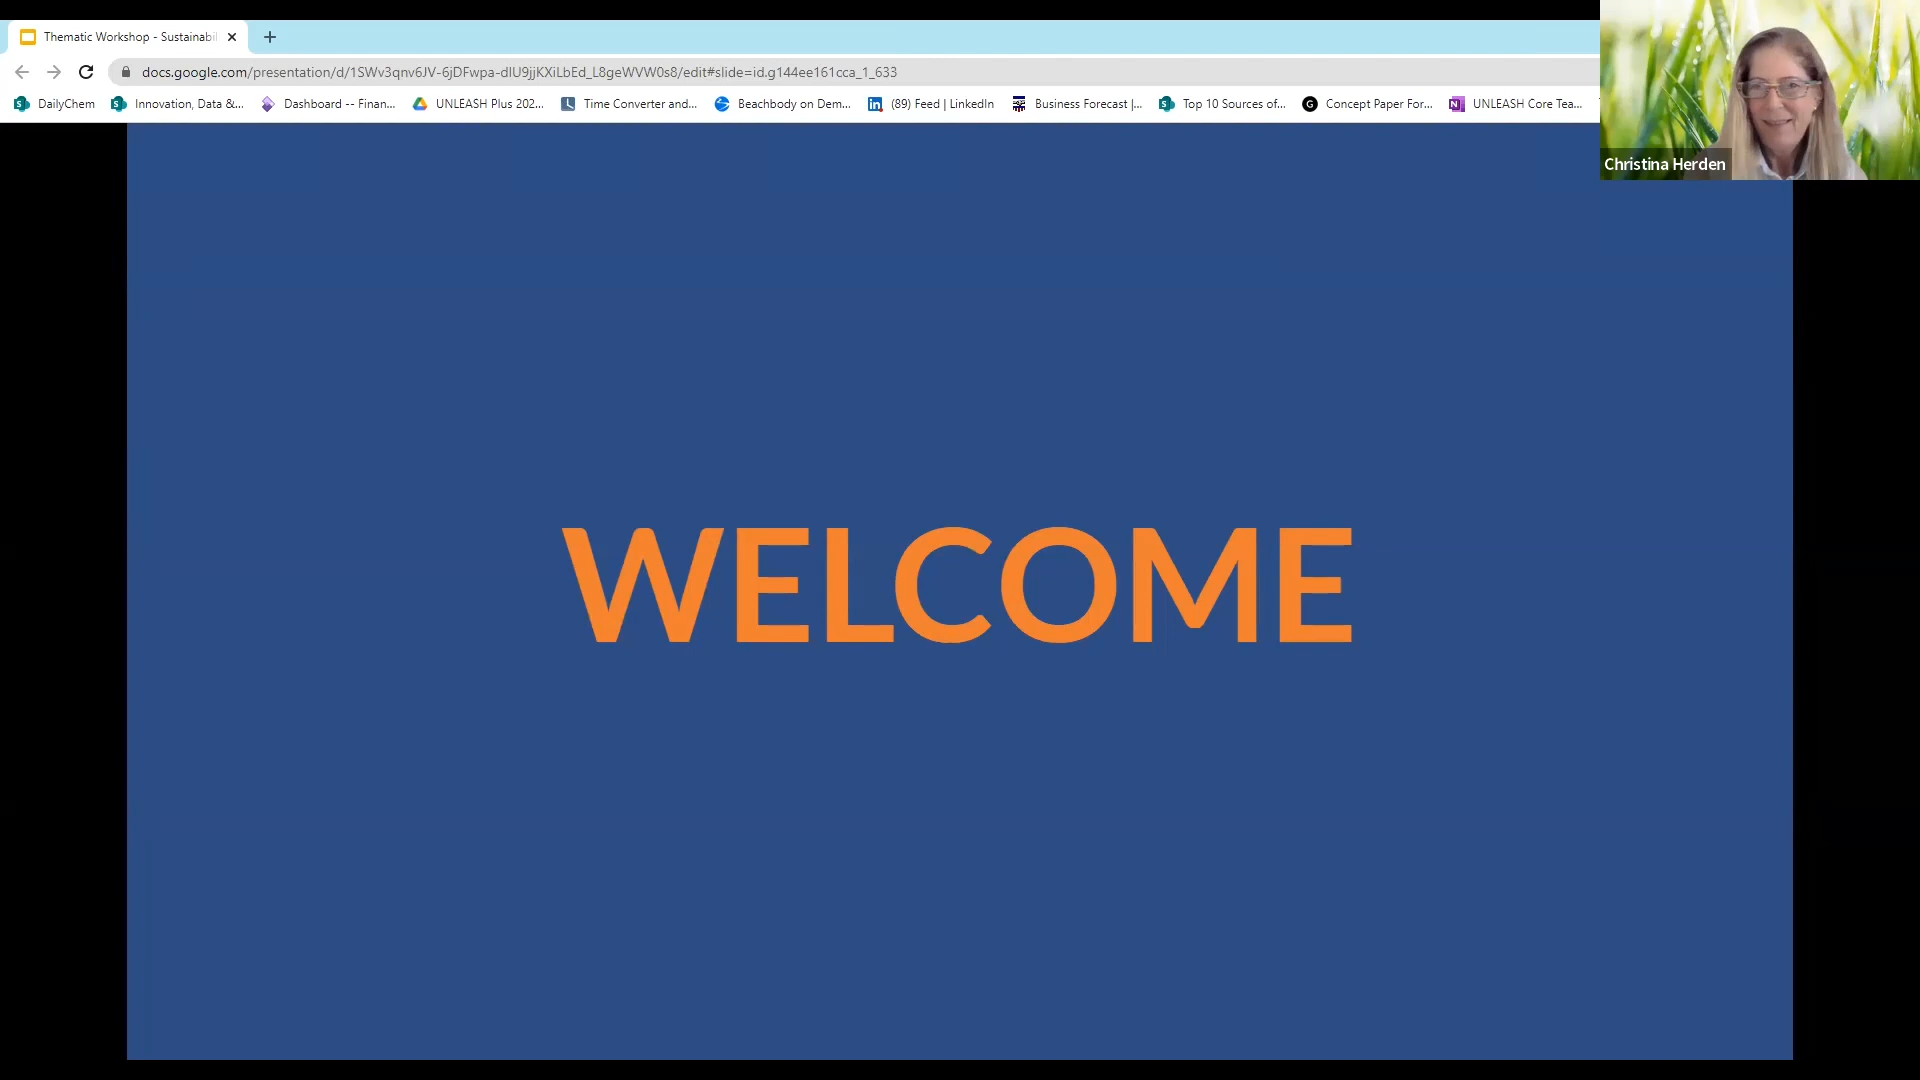 Thematic Workshop - Sustainabil
docs.google.com/presentation/d/1SWv3qnv6JV-6jDFwpa-dIU9jjKXiLbEd_L8geWVW0s8/edit#slide=id.g144ee161cca_1_633
DailyChem Innovation, Data &... Dashboard -- Finan... UNLEASH Plus 202... Time Converter and... Beachbody on Dem... (89) Feed | LinkedIn Business Forecast |... Top 10 Sources of... Concept Paper For... UNLEASH Core Tea...
Christina Herden
WELCOME